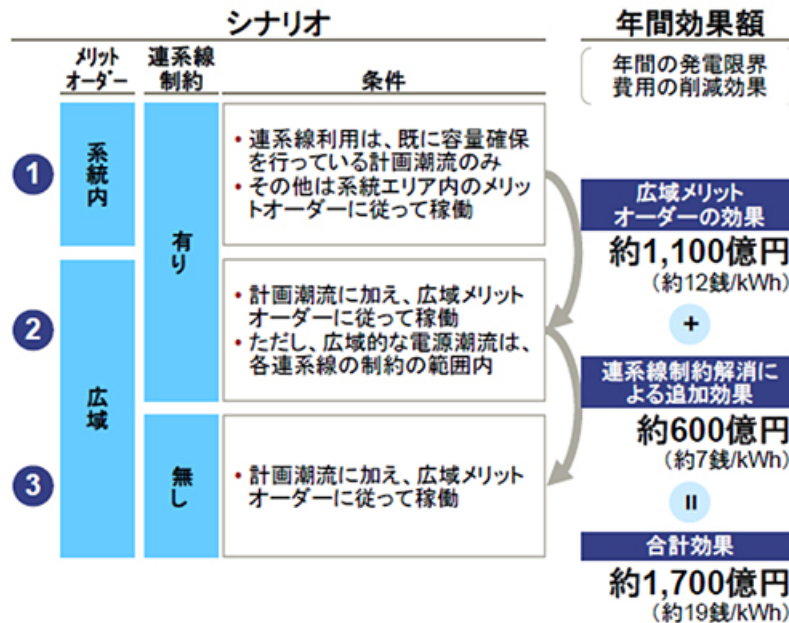 シナリオ
年間効果額
メリット
オーダー
連系線
制約
条件
年間の発電限界
費用の削減効果
1
系統内
有り
• 連系線利用は、既に容量確保
を行っている計画潮流のみ
• その他は系統エリア内のメリッ
トオーダーに従って稼働
2
広域
• 計画潮流に加え、広域メリット
オーダーに従って稼働
• ただし、広域的な電源潮流は、
各連系線の制約の範囲内
3
無し
• 計画潮流に加え、広域メリット
オーダーに従って稼働
広域メリット
オーダーの効果
約1,100億円
(約12銭/kWh)
+
連系線制約解消に
よる追加効果
約600億円
(約7銭/kWh)
=
合計効果
約1,700億円
(約19銭/kWh)